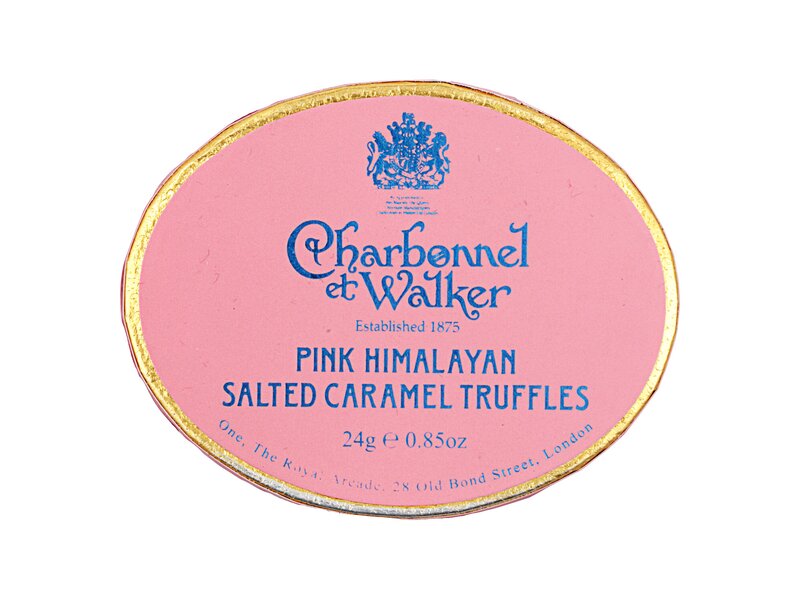 Charbonnel
et Walker
Established 1875
PINK HIMALAYAN
SALTED CARAMEL TRUFFLES
24g ℮ 0.85oz
One, The Royal Arcade, 28 Old Bond Street, London